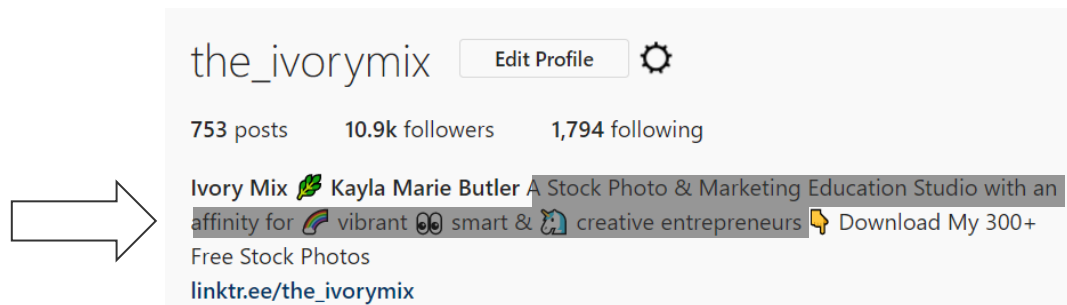 the_ivorymix Edit Profile
753 posts 10.9k followers 1,794 following
Ivory Mix 🌿 Kayla Marie Butler A Stock Photo & Marketing Education Studio with an
affinity for 🌈 vibrant 👀 smart & 🦄 creative entrepreneurs 👇 Download My 300+
Free Stock Photos
linktr.ee/the_ivorymix